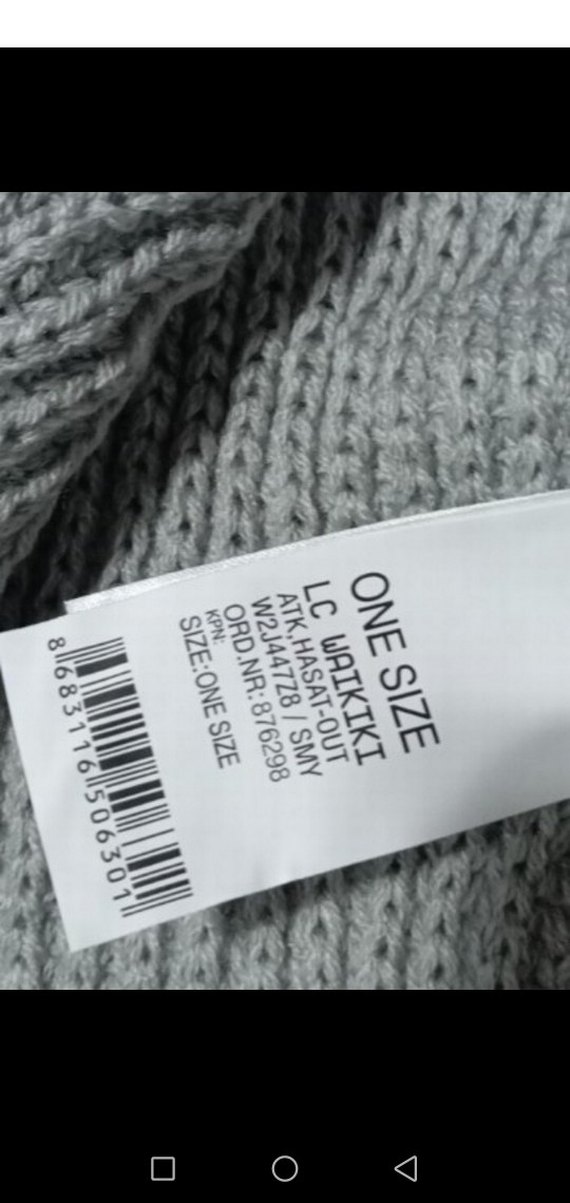 ONE SIZE
LC WAIKIKI
ATK,HASAT-OUT
W2J447Z8 / SMY
ORD.NR: 876298
KPN:
SIZE:ONE SIZE
8683116506301